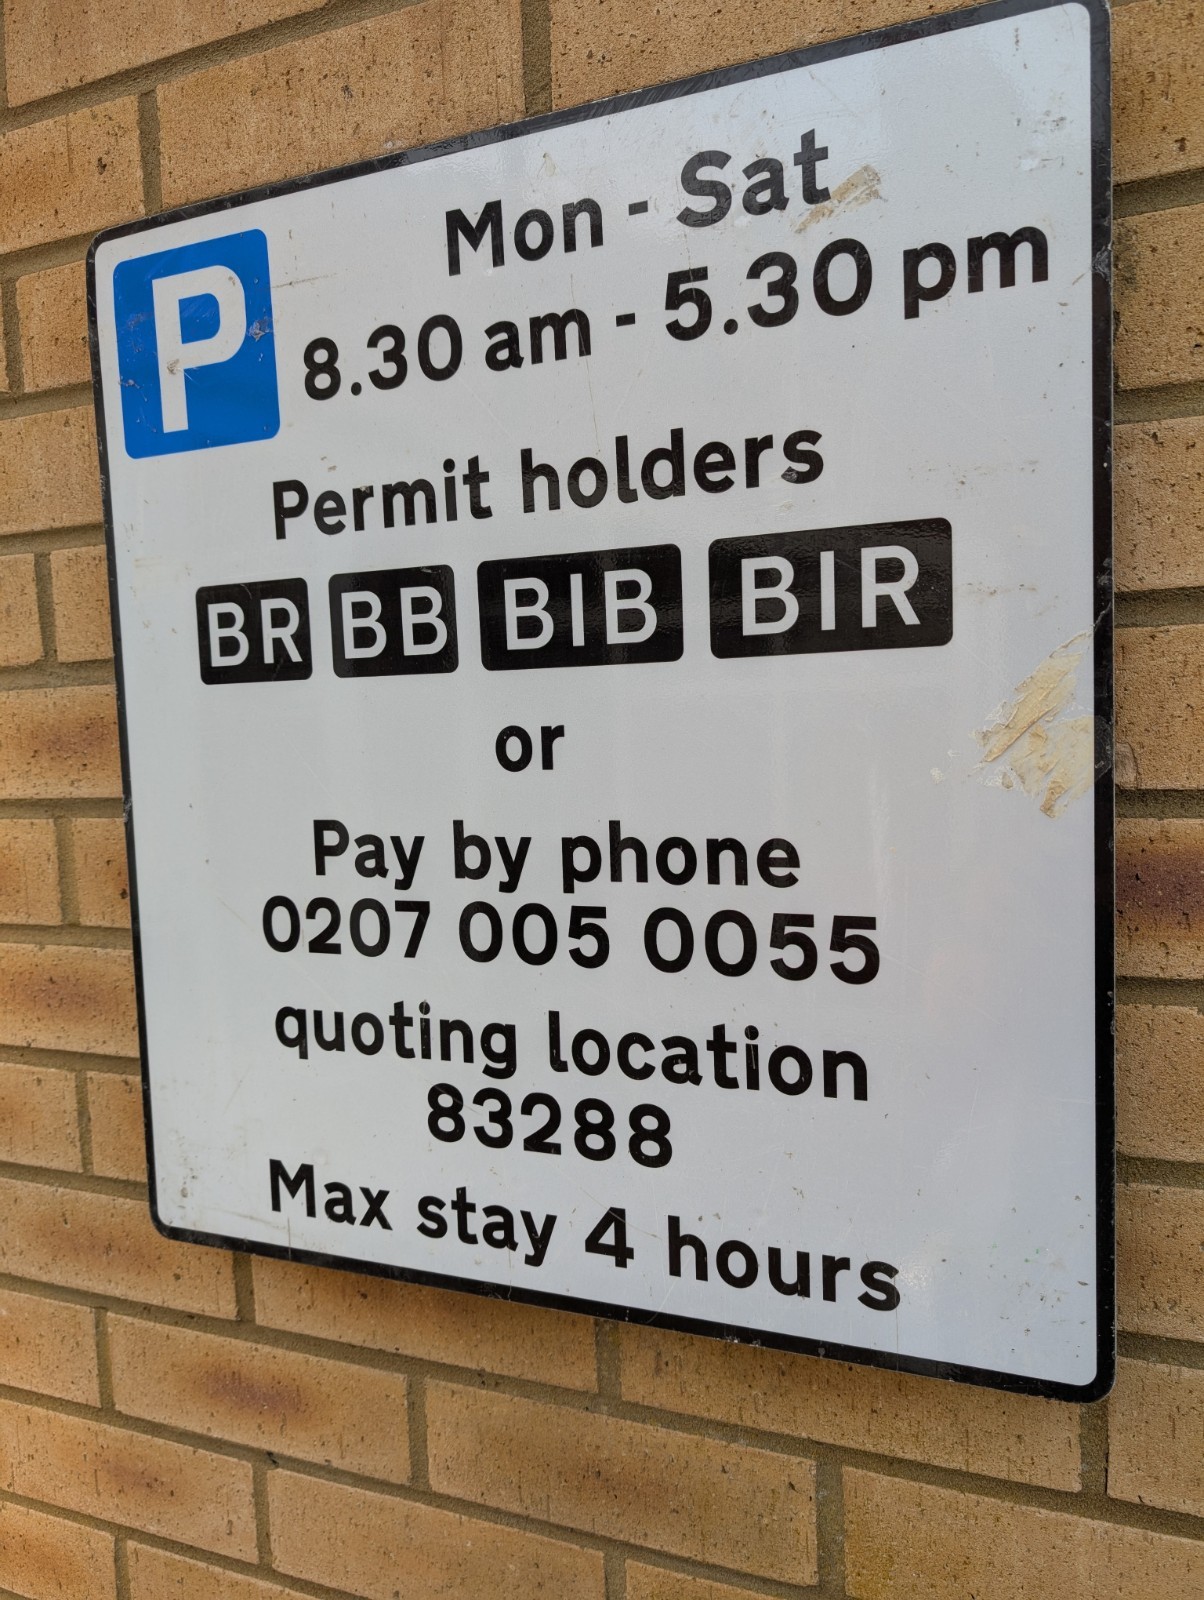 P
Mon - Sat
8.30 am - 5.30 pm
Permit holders
BR BB BIB BIR
or
Pay by phone
0207 005 0055
quoting location
83288
Max stay 4 hours